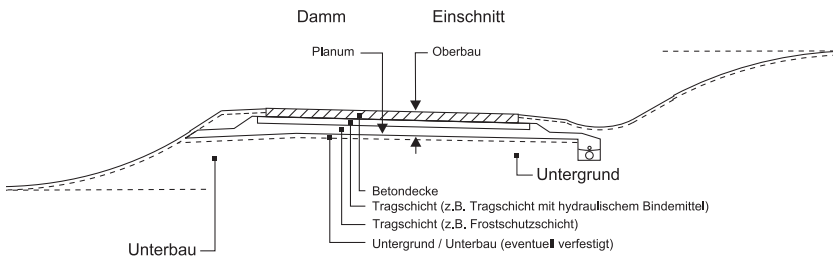 Damm
Einschnitt
Planum
Oberbau
Untergrund
Betondecke
Tragschicht (z.B. Tragschicht mit hydraulischem Bindemittel)
Tragschicht (z.B. Frostschutzschicht)
Unterbau
Untergrund / Unterbau (eventuell verfestigt)